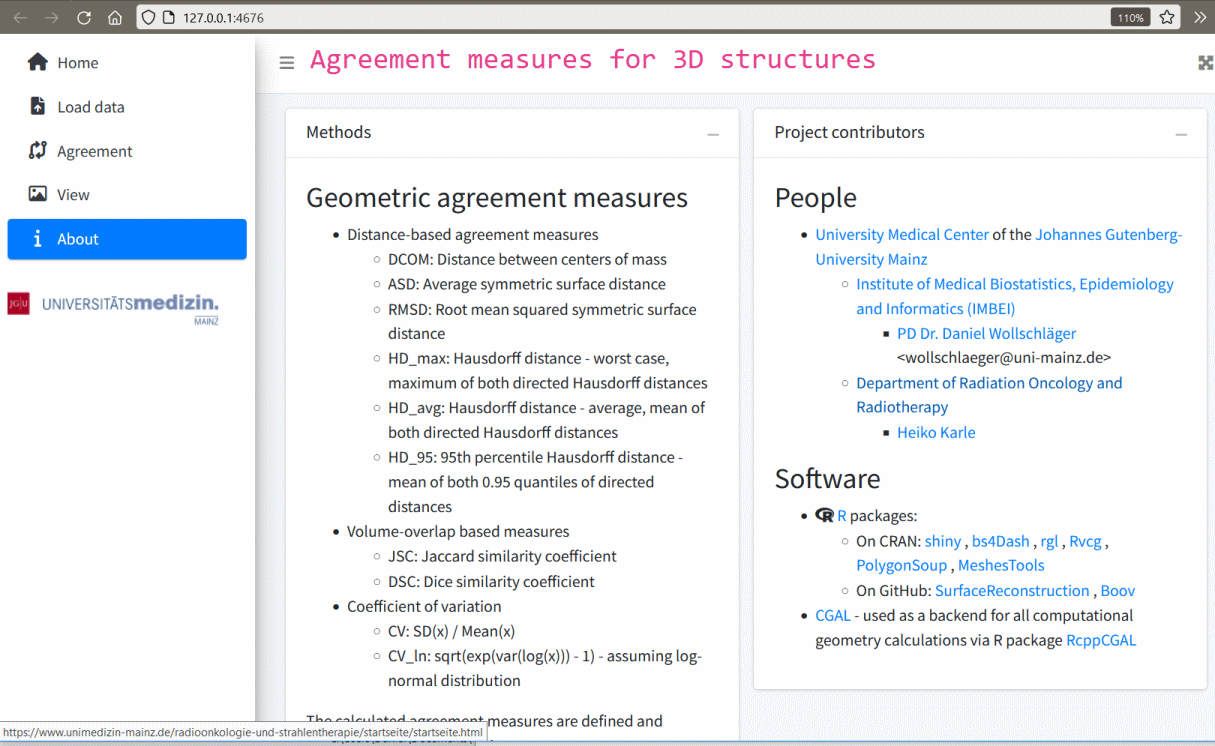 127.0.0.1:4676
110%
Home
Load data
Agreement
View
About
JG|U UNIVERSITÄTSmedizin.
MAINZ
Agreement measures for 3D structures
Methods
Geometric agreement measures
Distance-based agreement measures
DCOM: Distance between centers of mass
ASD: Average symmetric surface distance
RMSD: Root mean squared symmetric surface
distance
HD_max: Hausdorff distance - worst case,
maximum of both directed Hausdorff distances
HD_avg: Hausdorff distance - average, mean of
both directed Hausdorff distances
HD_95: 95th percentile Hausdorff distance -
mean of both 0.95 quantiles of directed
distances
Volume-overlap based measures
JSC: Jaccard similarity coefficient
DSC: Dice similarity coefficient
Coefficient of variation
CV: SD(x) / Mean(x)
CV_ln: sqrt(exp(var(log(x))) - 1) - assuming log-
normal distribution
The calculated agreement measures are defined and
Project contributors
People
University Medical Center of the Johannes Gutenberg-
University Mainz
Institute of Medical Biostatistics, Epidemiology
and Informatics (IMBEI)
PD Dr. Daniel Wollschläger
<wollschlaeger@uni-mainz.de>
Department of Radiation Oncology and
Radiotherapy
Heiko Karle
Software
R R packages:
On CRAN: shiny , bs4Dash , rgl , Rvcg ,
PolygonSoup , MeshesTools
On GitHub: SurfaceReconstruction , Boov
CGAL - used as a backend for all computational
geometry calculations via R package RcppCGAL
https://www.unimedizin-mainz.de/radioonkologie-und-strahlentherapie/startseite/startseite.html